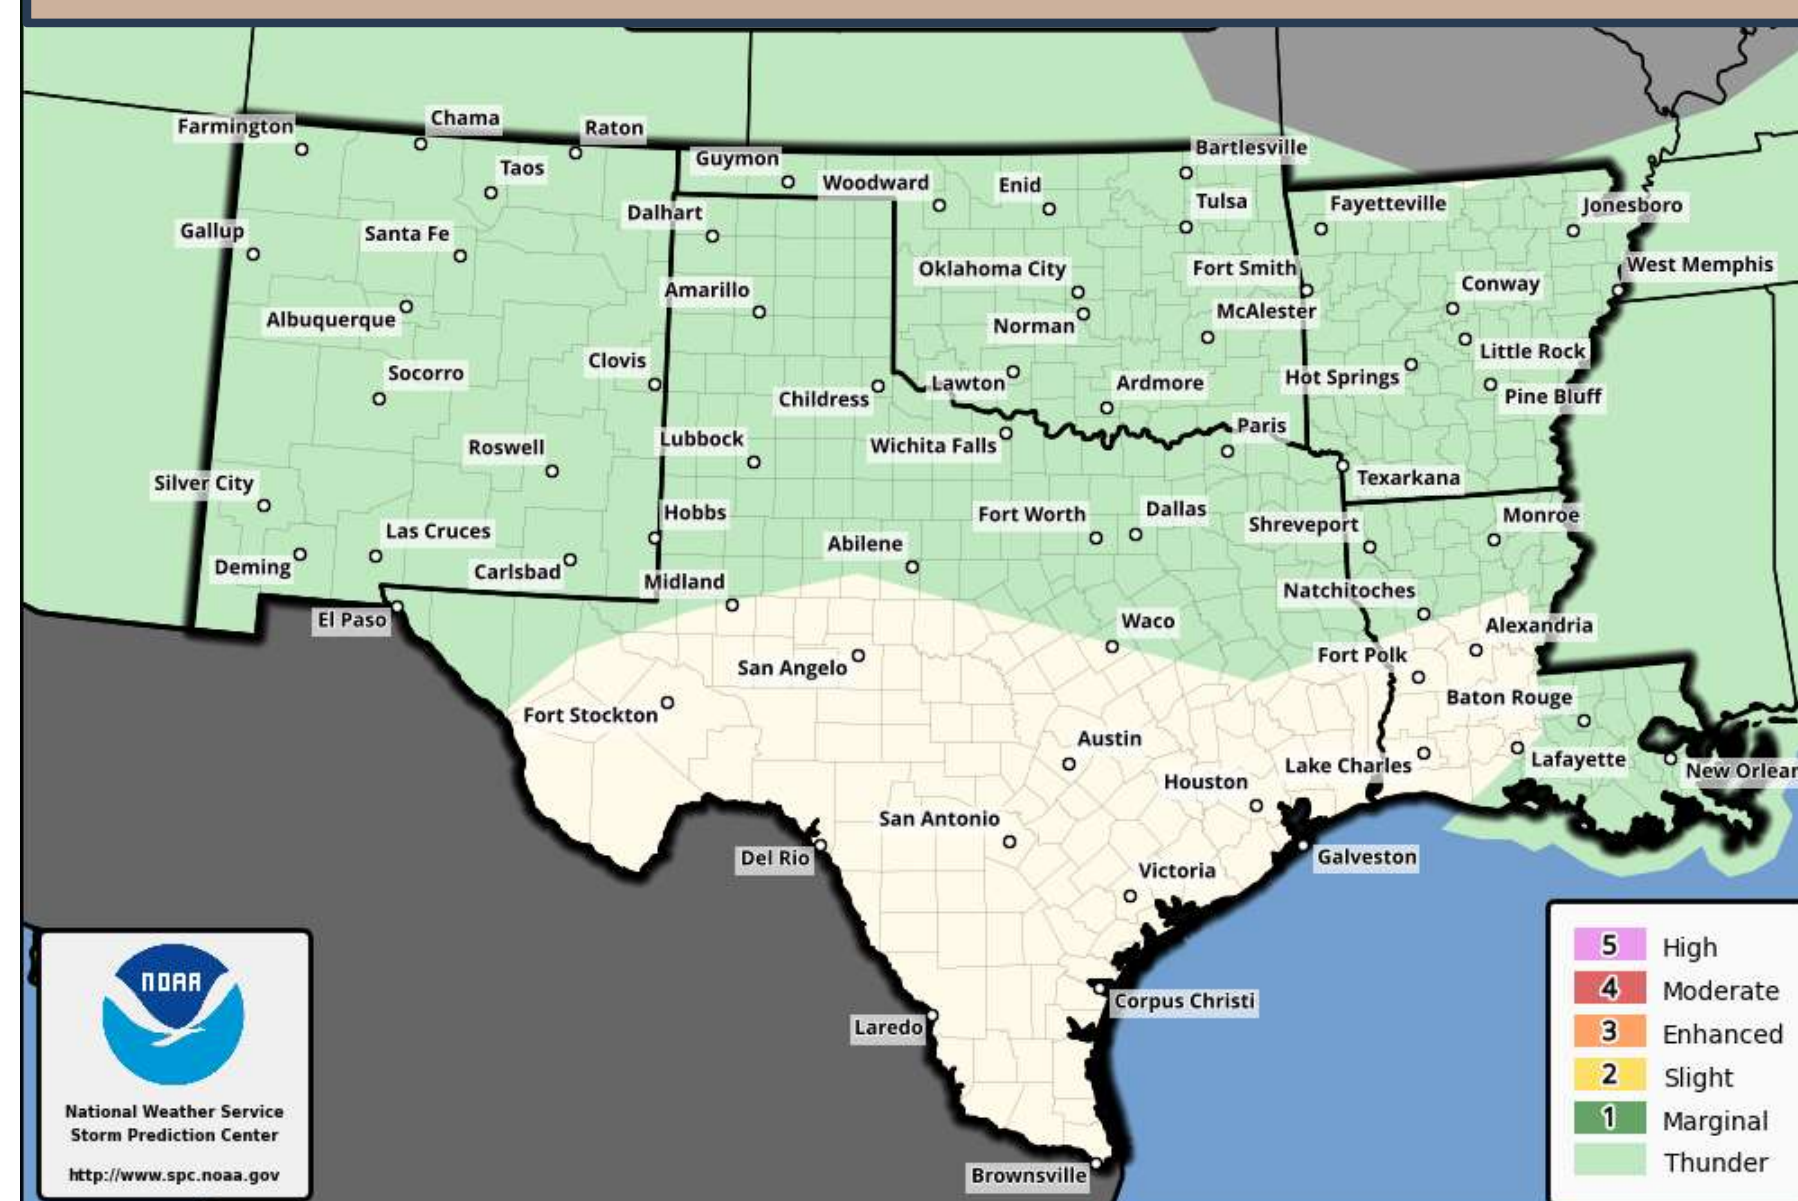 Farmington
Chama
Raton
Guymon
Bartlesville
Taos
Woodward
Enid
Tulsa
Fayetteville
Jonesboro
Dalhart
Gallup
Santa Fe
Oklahoma City
Fort Smith
West Memphis
Amarillo
Conway
Albuquerque
Norman
McAlester
Little Rock
Clovis
Socorro
Childress
Lawton
Ardmore
Hot Springs
Pine Bluff
Paris
Lubbock
Wichita Falls
Roswell
Texarkana
Silver City
Hobbs
Fort Worth
Dallas
Shreveport
Monroe
Las Cruces
Abilene
Deming
Carlsbad
Midland
Natchitoches
El Paso
Waco
Alexandria
San Angelo
Fort Polk
Baton Rouge
Fort Stockton
Austin
Lake Charles
Lafayette
New Orlean
Houston
San Antonio
Del Rio
Galveston
Victoria
Corpus Christi
Laredo
Brownsville
NOAA
National Weather Service
Storm Prediction Center
http://www.spc.noaa.gov
5 High
4 Moderate
3 Enhanced
2 Slight
1 Marginal
Thunder